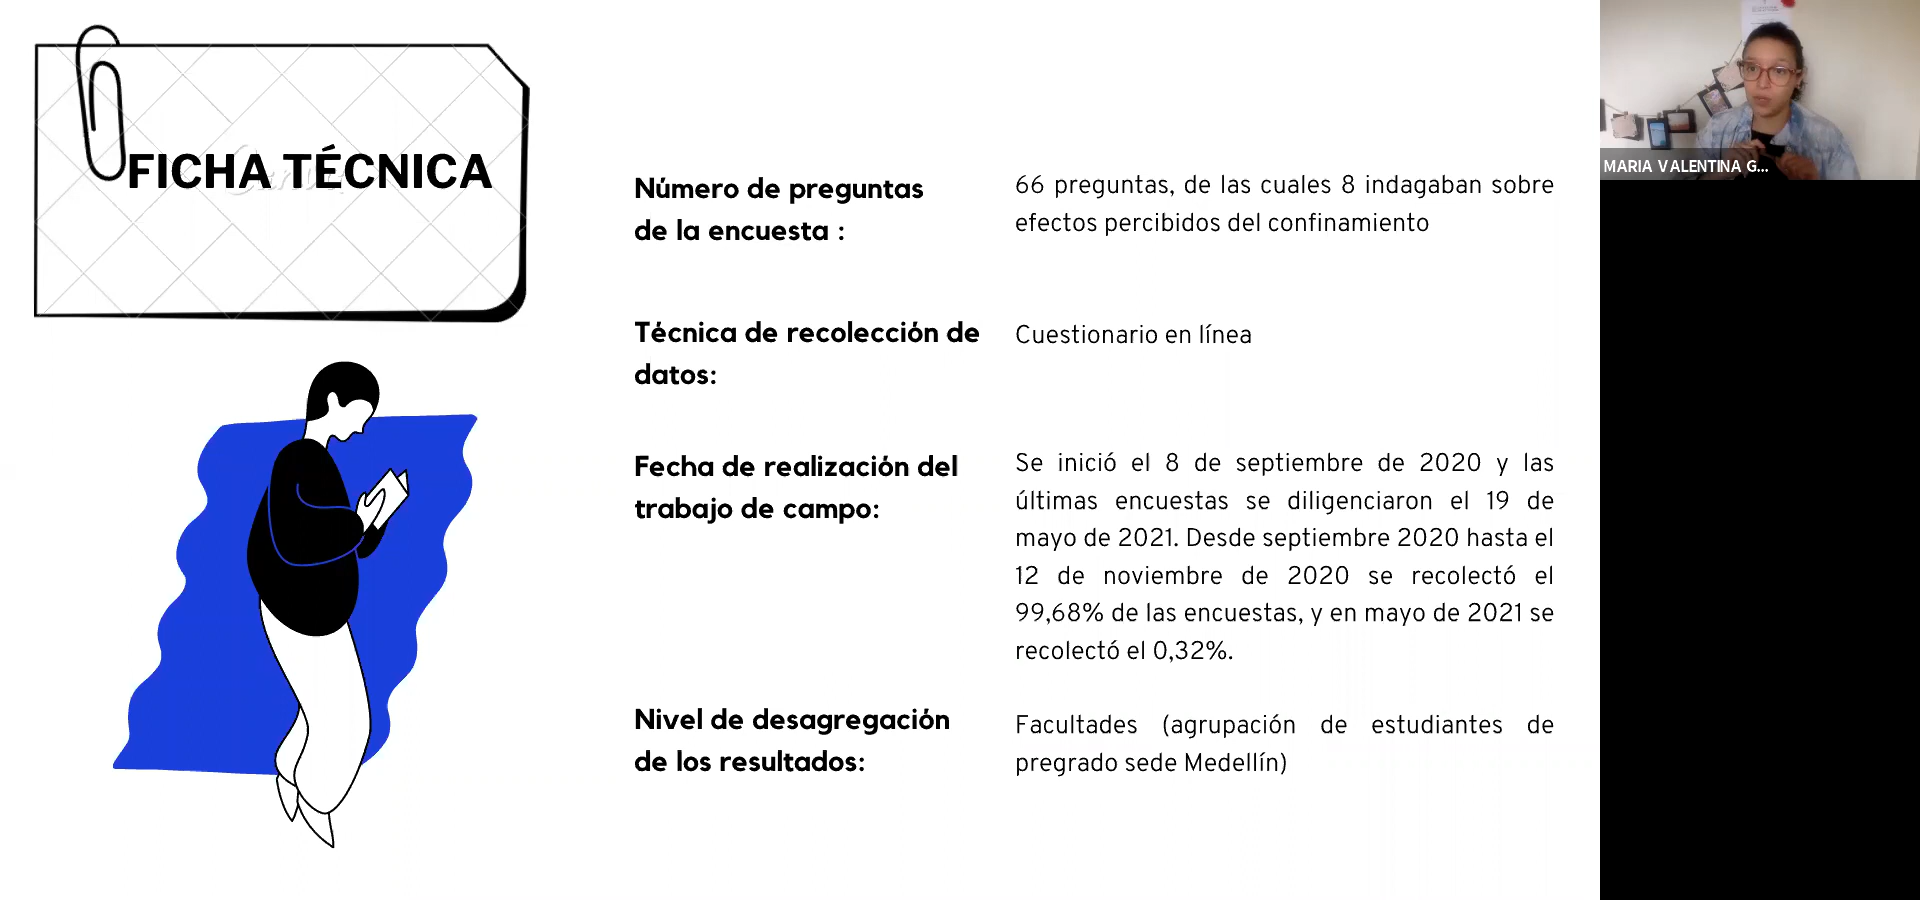 FICHA TÉCNICA
Número de preguntas
de la encuesta :
66 preguntas, de las cuales 8 indagaban sobre
efectos percibidos del confinamiento
Técnica de recolección de
datos:
Cuestionario en línea
Fecha de realización del
trabajo de campo:
Se inició el 8 de septiembre de 2020 y las
últimas encuestas se diligenciaron el 19 de
mayo de 2021. Desde septiembre 2020 hasta el
12 de noviembre de 2020 se recolectó el
99,68% de las encuestas, y en mayo de 2021 se
recolectó el 0,32%.
Nivel de desagregación
de los resultados:
Facultades (agrupación de estudiantes de
pregrado sede Medellín)
MARIA VALENTINA G...